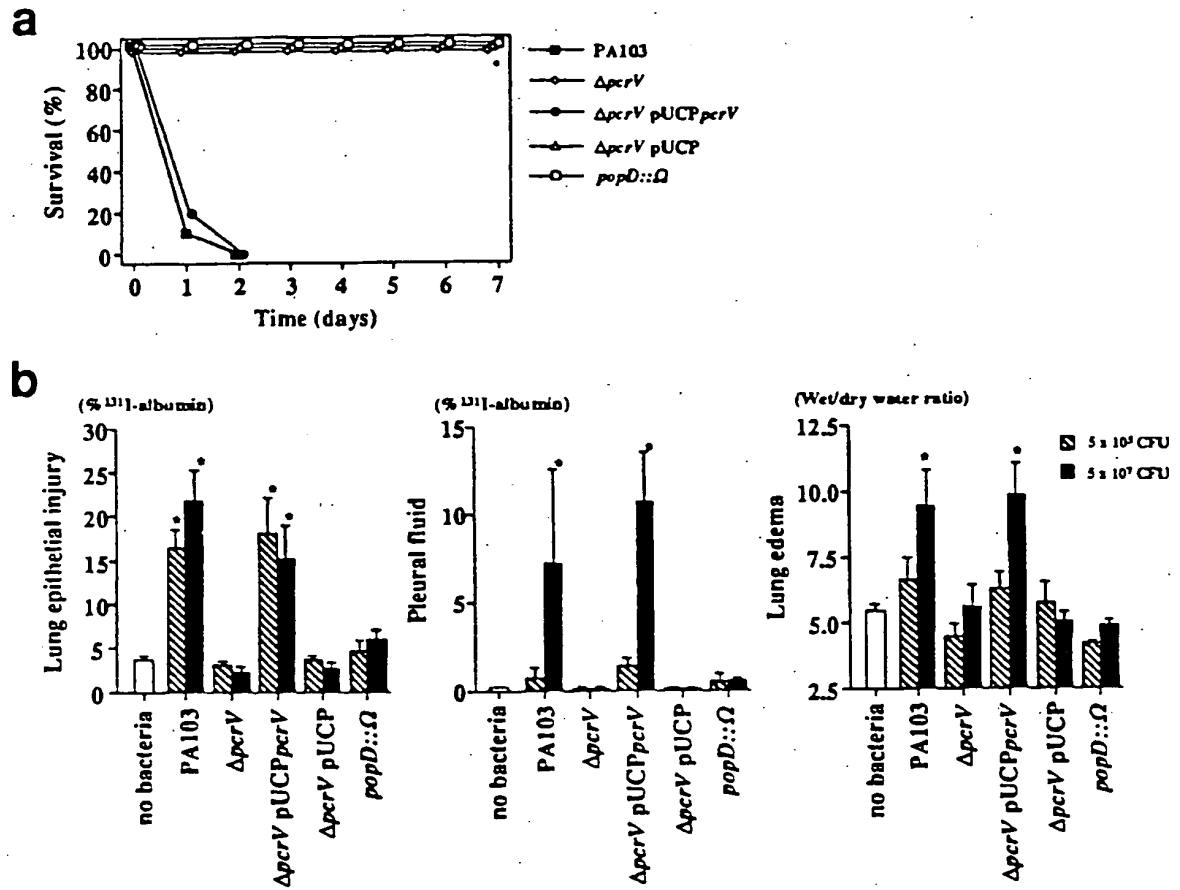 a
100
80
60
40
20
0
Survival (%)
0 1 2 3 4 5 6 7
Time (days)
PA103
ΔpcrV
ΔpcrV pUCPpcrV
ΔpcrV pUCP
popD::Ω
b
(% ¹³¹I-albumin)
30
25
20
15
10
5
0
Lung epithelial injury
no bacteria
PA103
ΔpcrV
ΔpcrV pUCPpcrV
ΔpcrV pUCP
popD::Ω
(% ¹³¹I-albumin)
15
10
5
0
Pleural fluid
no bacteria
PA103
ΔpcrV
ΔpcrV pUCPpcrV
ΔpcrV pUCP
popD::Ω
(Wet/dry water ratio)
12.5
10.0
7.5
5.0
2.5
Lung edema
no bacteria
PA103
ΔpcrV
ΔpcrV pUCPpcrV
ΔpcrV pUCP
popD::Ω
CFU
5 x 10⁷ CFU